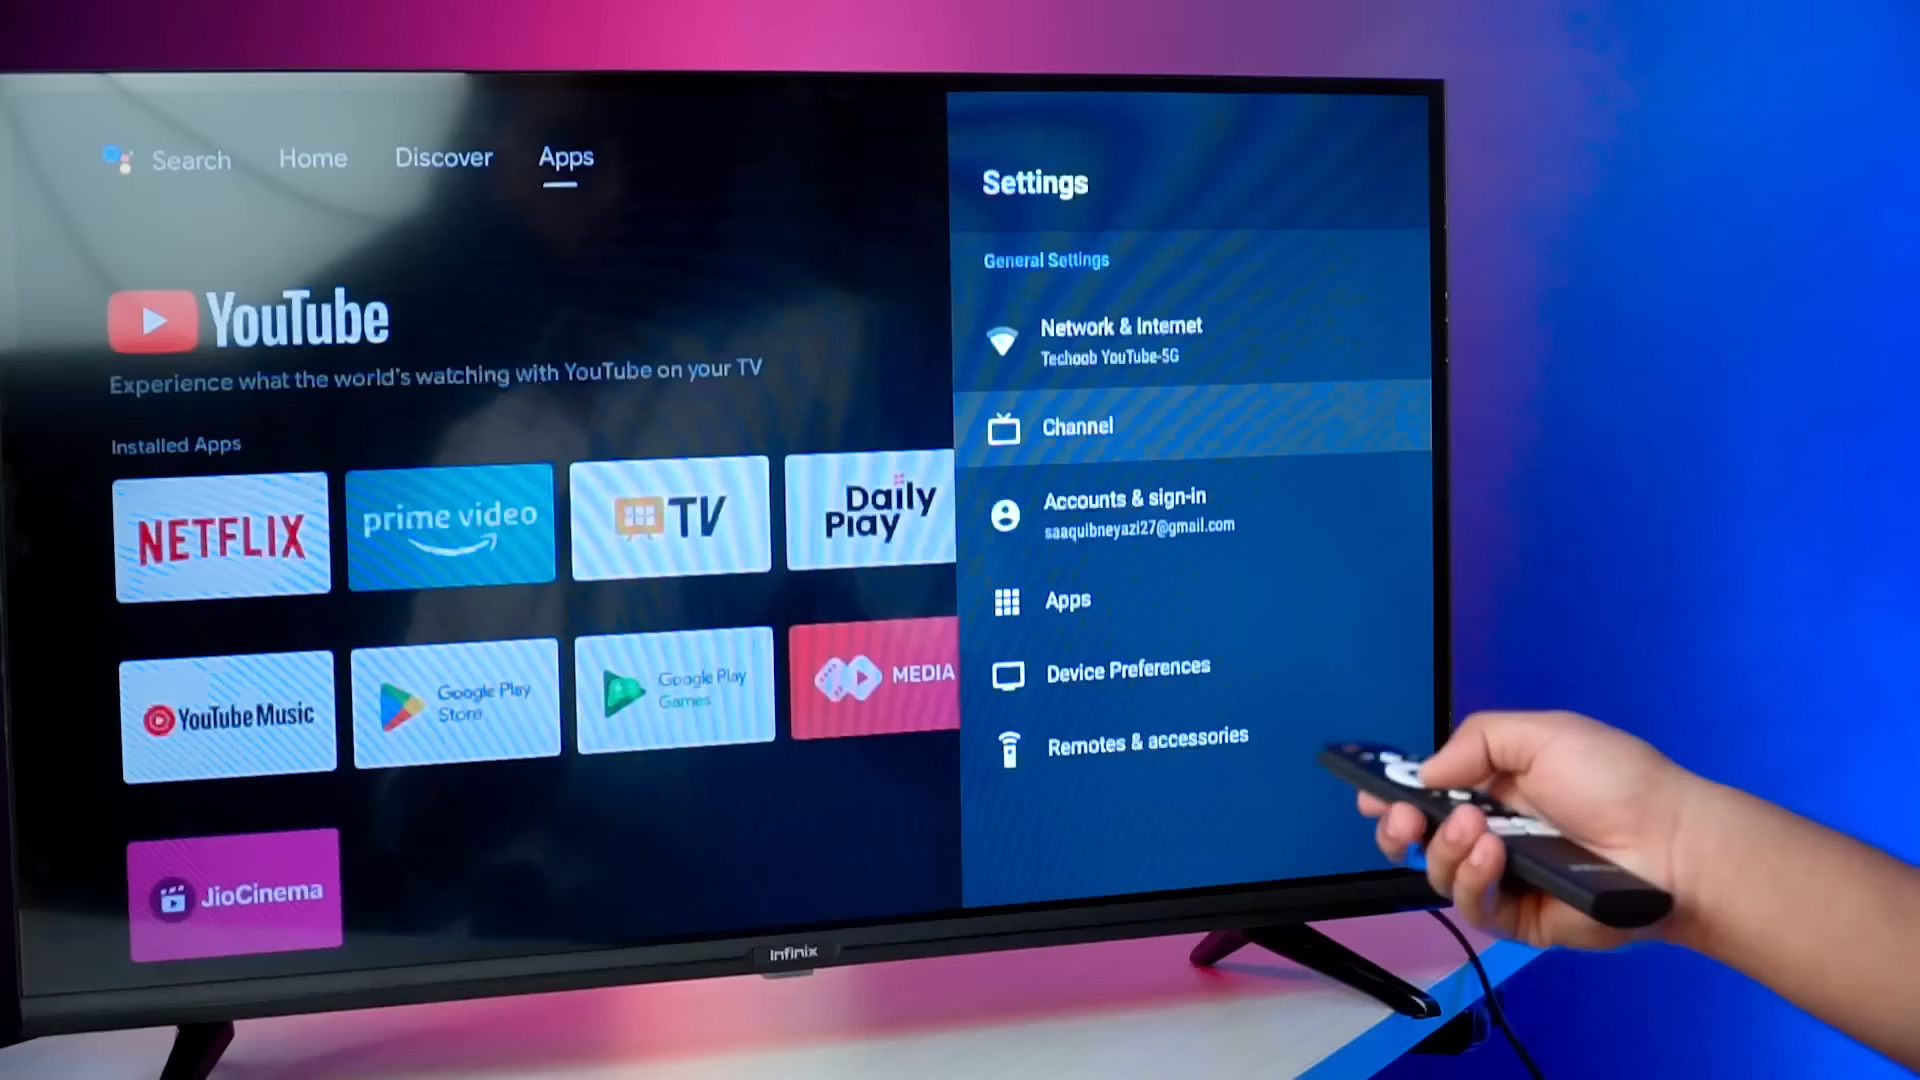 Search Home Discover Apps
YouTube
Experience what the world's watching with YouTube on your TV
Installed Apps
NETFLIX
prime video
TV
Daily
Play
YouTube Music
Google Play
Store
Google Play
Games
MEDIA
JioCinema
Settings
General Settings
Network & Internet
Techoob YouTube-5G
Channel
Accounts & sign-in
saaquibneyazi27@gmail.com
Apps
Device Preferences
Remotes & accessories
Infinix